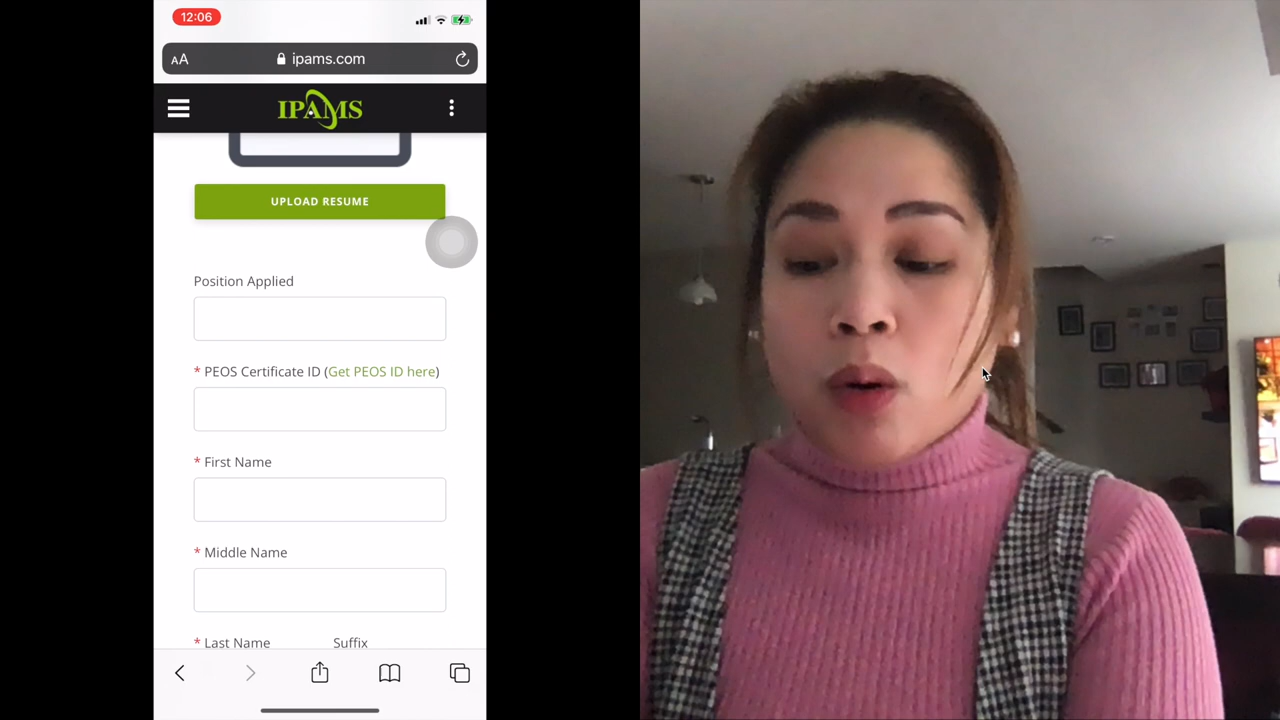 12:06
AA ipams.com
IPAMS
UPLOAD RESUME
Position Applied
* PEOS Certificate ID (Get PEOS ID here)
* First Name
* Middle Name
* Last Name Suffix